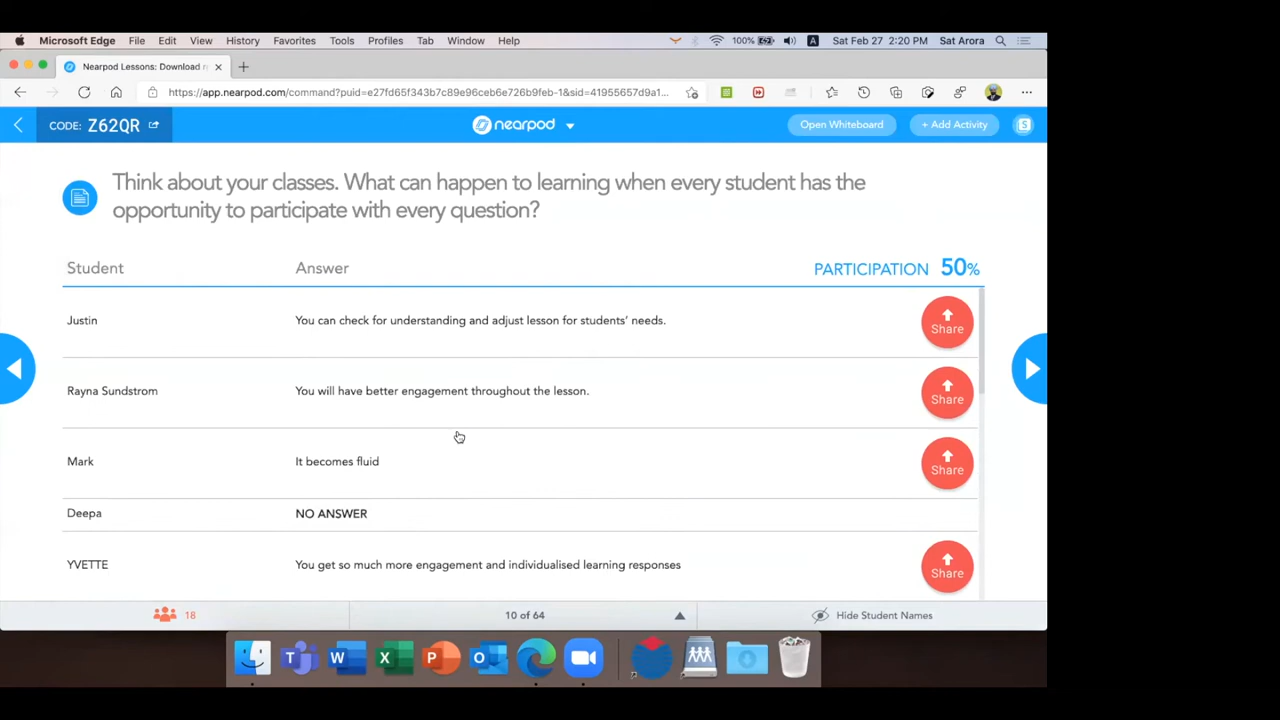 Microsoft Edge File Edit View History Favorites Tools Profiles Tab Window Help 100% A Sat Feb 27 2:20 PM Sat Arora
Nearpod Lessons: Download
https://app.nearpod.com/command?puid=e27fd65f343b7c89e96ceb6e726b9feb-1&sid=41955657d9a1...
CODE: Z62QR nearpod Open Whiteboard + Add Activity S
Think about your classes. What can happen to learning when every student has the
opportunity to participate with every question?
Student Answer PARTICIPATION 50%
Justin You can check for understanding and adjust lesson for students' needs. Share
Rayna Sundstrom You will have better engagement throughout the lesson. Share
Mark It becomes fluid Share
Deepa NO ANSWER
YVETTE You get so much more engagement and individualised learning responses Share
18 10 of 64 Hide Student Names
T W X P O